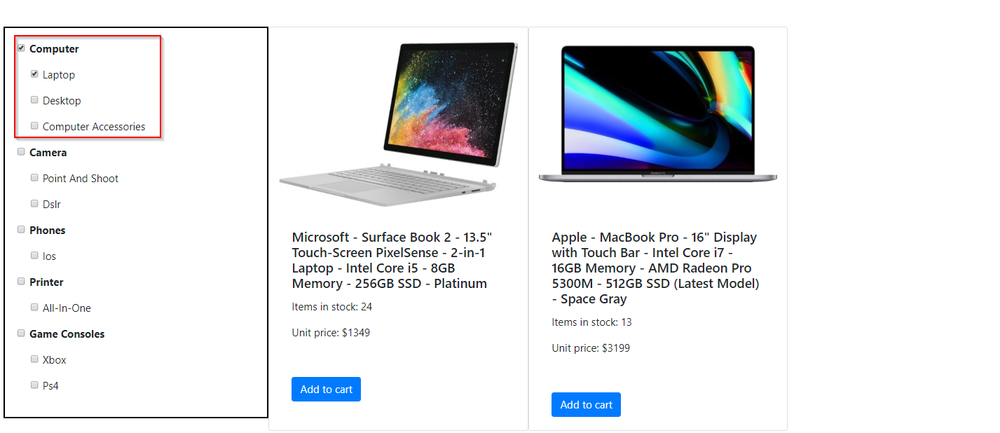 Computer
Laptop
Desktop
Computer Accessories
Camera
Point And Shoot
Dslr
Phones
Ios
Printer
All-In-One
Game Consoles
Xbox
Ps4
MacBook Pro
Microsoft - Surface Book 2 - 13.5"
Touch-Screen PixelSense - 2-in-1
Laptop - Intel Core i5 - 8GB
Memory - 256GB SSD - Platinum
Items in stock: 24
Unit price: $1349
Add to cart
Apple - MacBook Pro - 16" Display
with Touch Bar - Intel Core i7 -
16GB Memory - AMD Radeon Pro
5300M - 512GB SSD (Latest Model)
- Space Gray
Items in stock: 13
Unit price: $3199
Add to cart